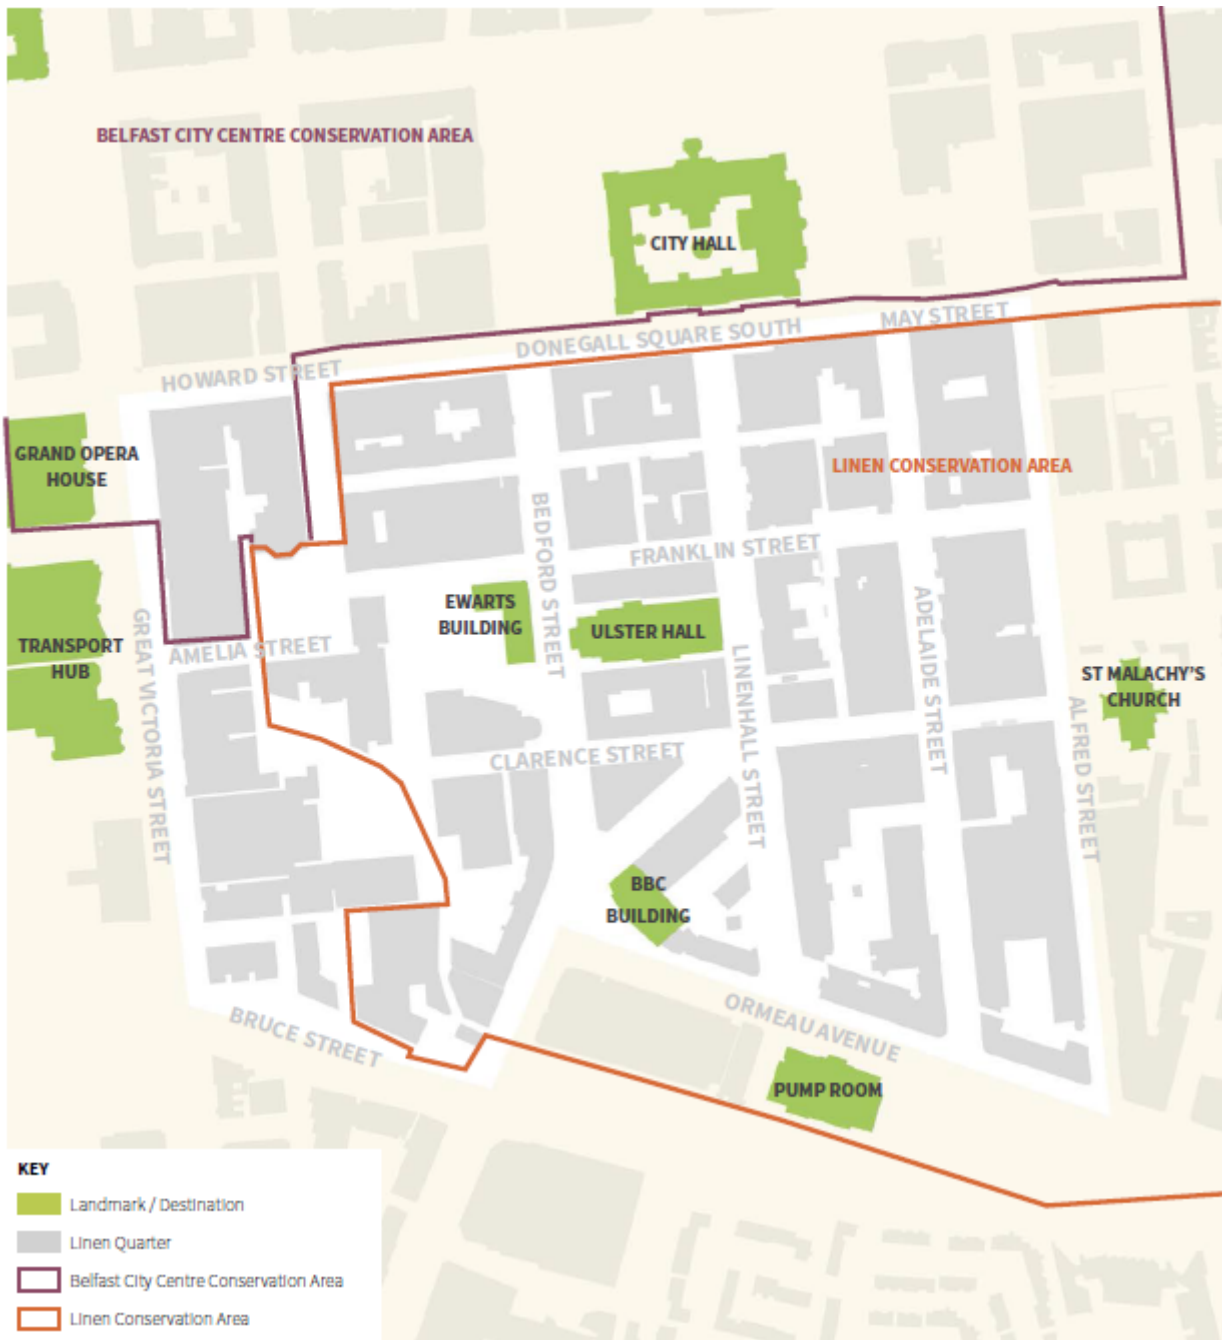 BELFAST CITY CENTRE CONSERVATION AREA
CITY HALL
MAY STREET
DONEGALL SQUARE SOUTH
HOWARD STREET
GRAND OPERA
HOUSE
LINEN CONSERVATION AREA
BEDFORD STREET
FRANKLIN STREET
EWARTS
BUILDING
ULSTER HALL
ADELAIDE STREET
GREAT VICTORIA STREET
TRANSPORT
HUB
AMELIA STREET
LINENHALL STREET
ST MALACHY'S
CHURCH
ALFRED STREET
CLARENCE STREET
BBC
BUILDING
ORMEAU AVENUE
BRUCE STREET
PUMP ROOM
KEY
Landmark / Destination
Linen Quarter
Belfast City Centre Conservation Area
Linen Conservation Area